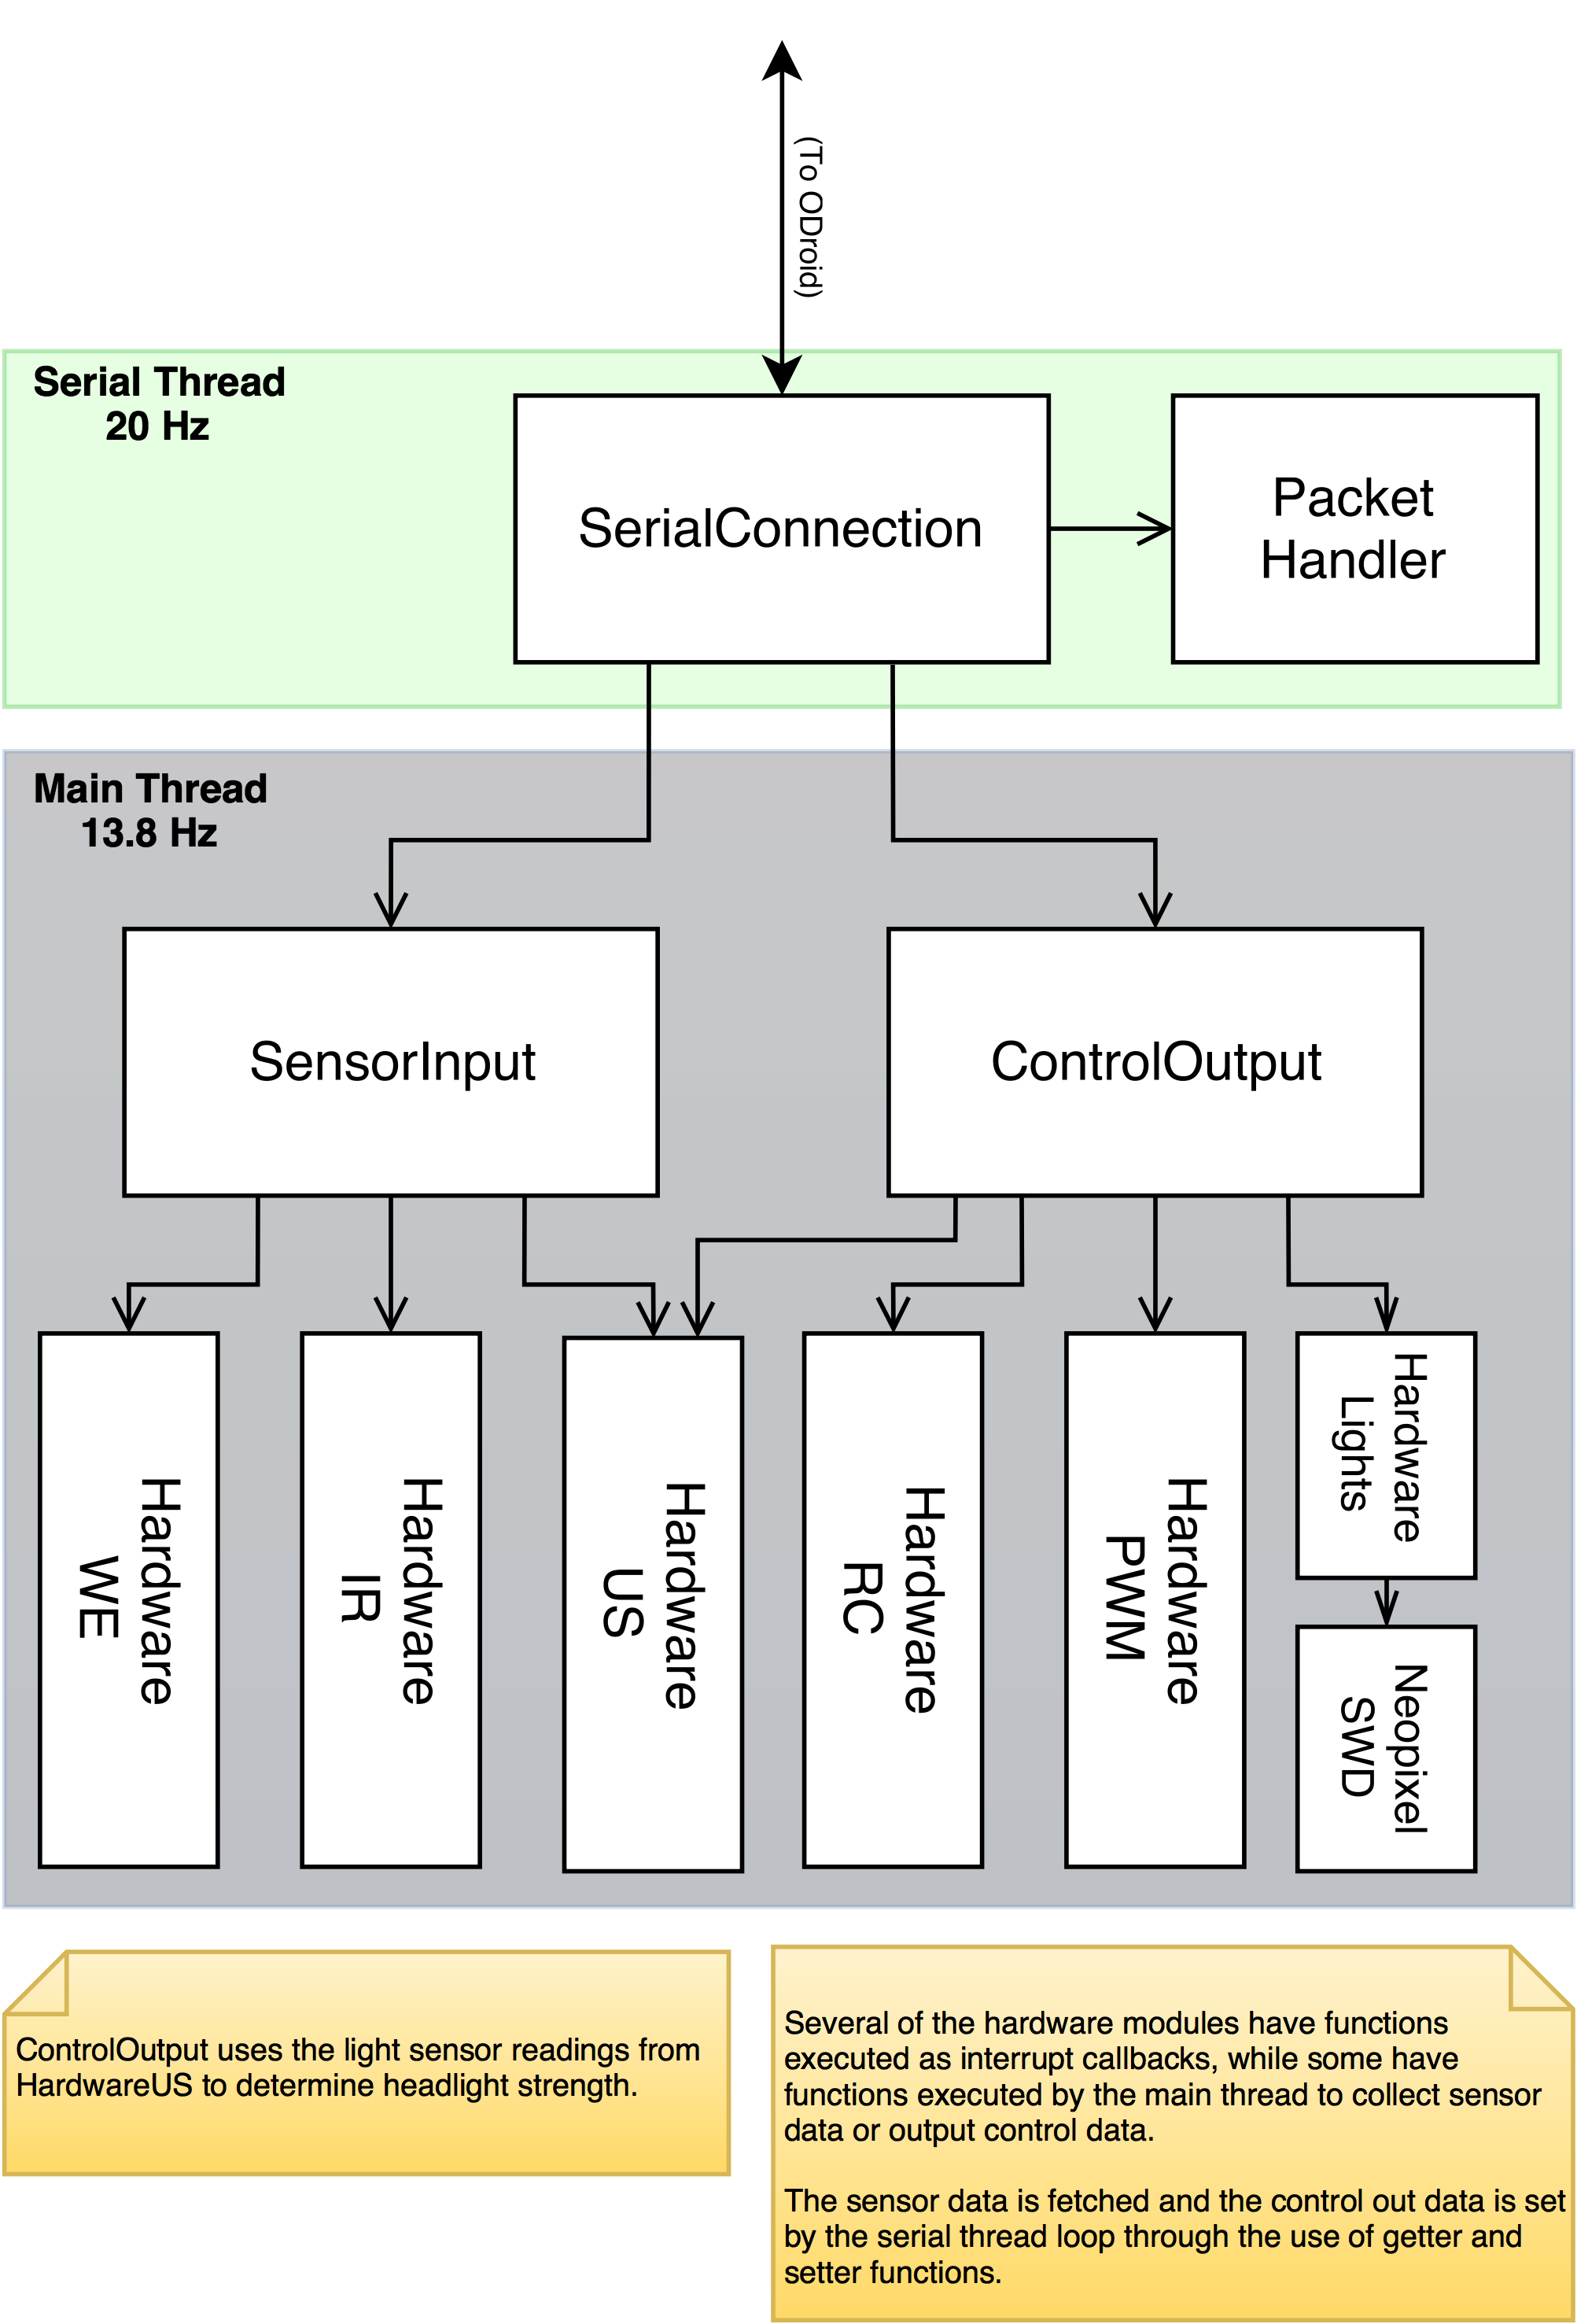 (To ODroid)
Serial Thread
20 Hz
SerialConnection
Packet
Handler
Main Thread
13.8 Hz
SensorInput
ControlOutput
Hardware
WE
Hardware
IR
Hardware
US
Hardware
RC
Hardware
PWM
Hardware
Lights
Neopixel
SWD
ControlOutput uses the light sensor readings from
HardwareUS to determine headlight strength.
Several of the hardware modules have functions
executed as interrupt callbacks, while some have
functions executed by the main thread to collect sensor
data or output control data.
The sensor data is fetched and the control out data is set
by the serial thread loop through the use of getter and
setter functions.